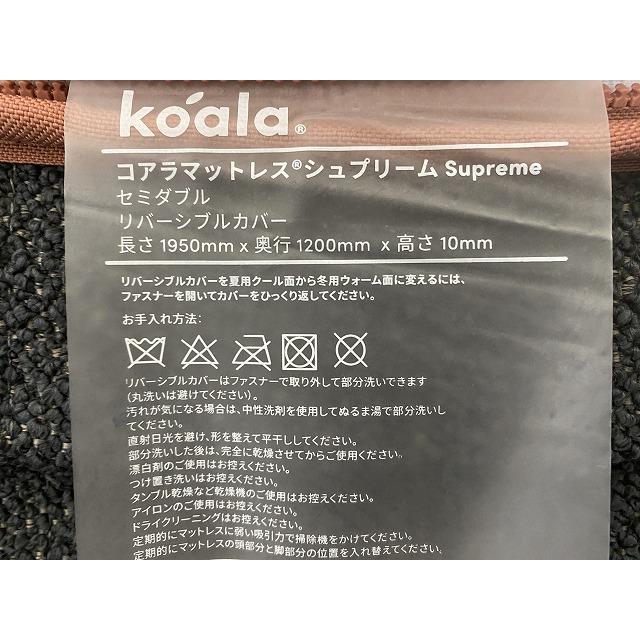 koala®
コアラマットレス®シュプリーム Supreme
セミダブル
リバーシブルカバー
長さ 1950mm x 奥行 1200mm x 高さ 10mm
リバーシブルカバーを夏用クール面から冬用ウォーム面に変えるには、
ファスナーを開いてカバーをひっくり返してください。
お手入れ方法:
リバーシブルカバーはファスナーで取り外して部分洗いできます
(丸洗いは避けてください)。
汚れが気になる場合は、中性洗剤を使用してぬるま湯で部分洗いし
てください。
直射日光を避け、形を整えて平干ししてください。
部分洗いした後は、完全に乾燥させてからご使用ください。
漂白剤のご使用はお控えください。
つけ置き洗いはお控えください。
タンブル乾燥など乾燥機のご使用はお控えください。
アイロンのご使用はお控えください。
ドライクリーニングはお控えください。
定期的にマットレスに弱い吸引力で掃除機をかけてください。
定期的にマットレスの頭部分と脚部分の位置を入れ替えてください。